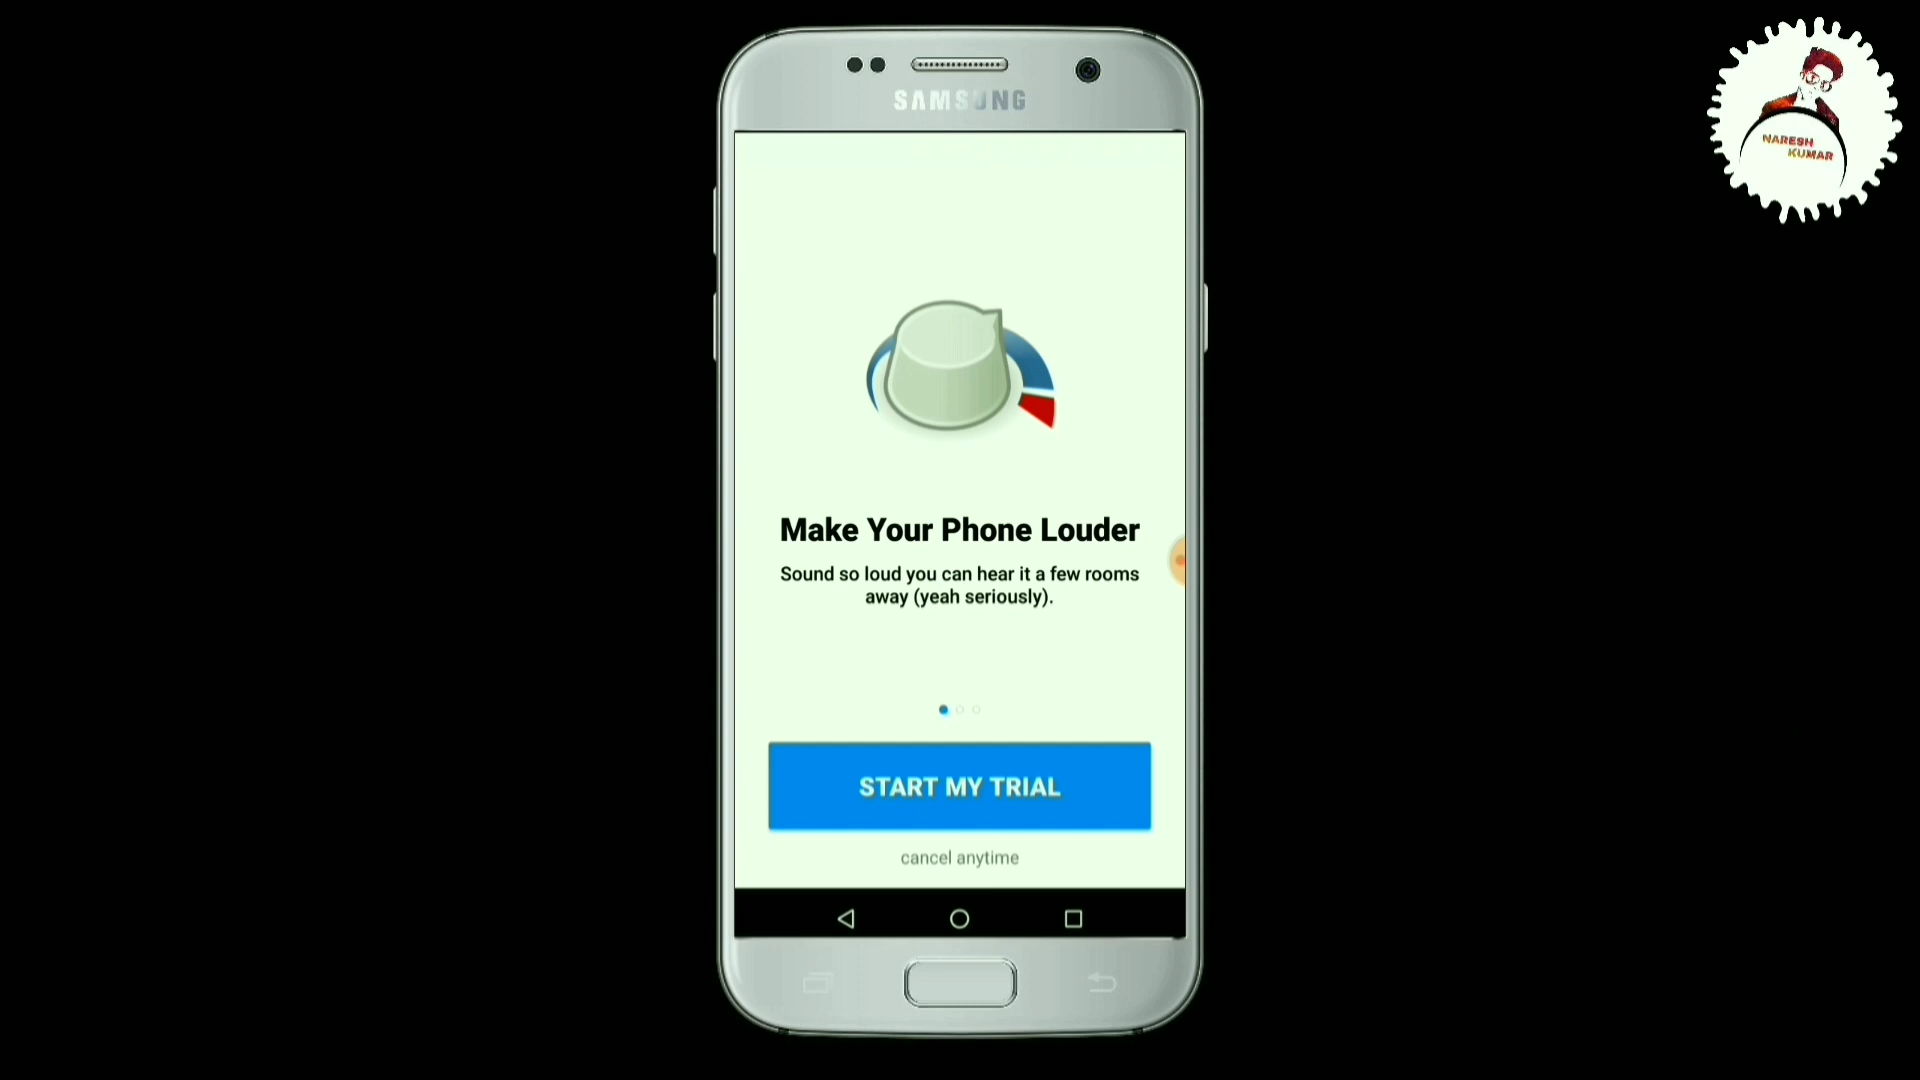 SAMSUNG
NARESH
KUMAR
Make Your Phone Louder
Sound so loud you can hear it a few rooms
away (yeah seriously).
START MY TRIAL
cancel anytime